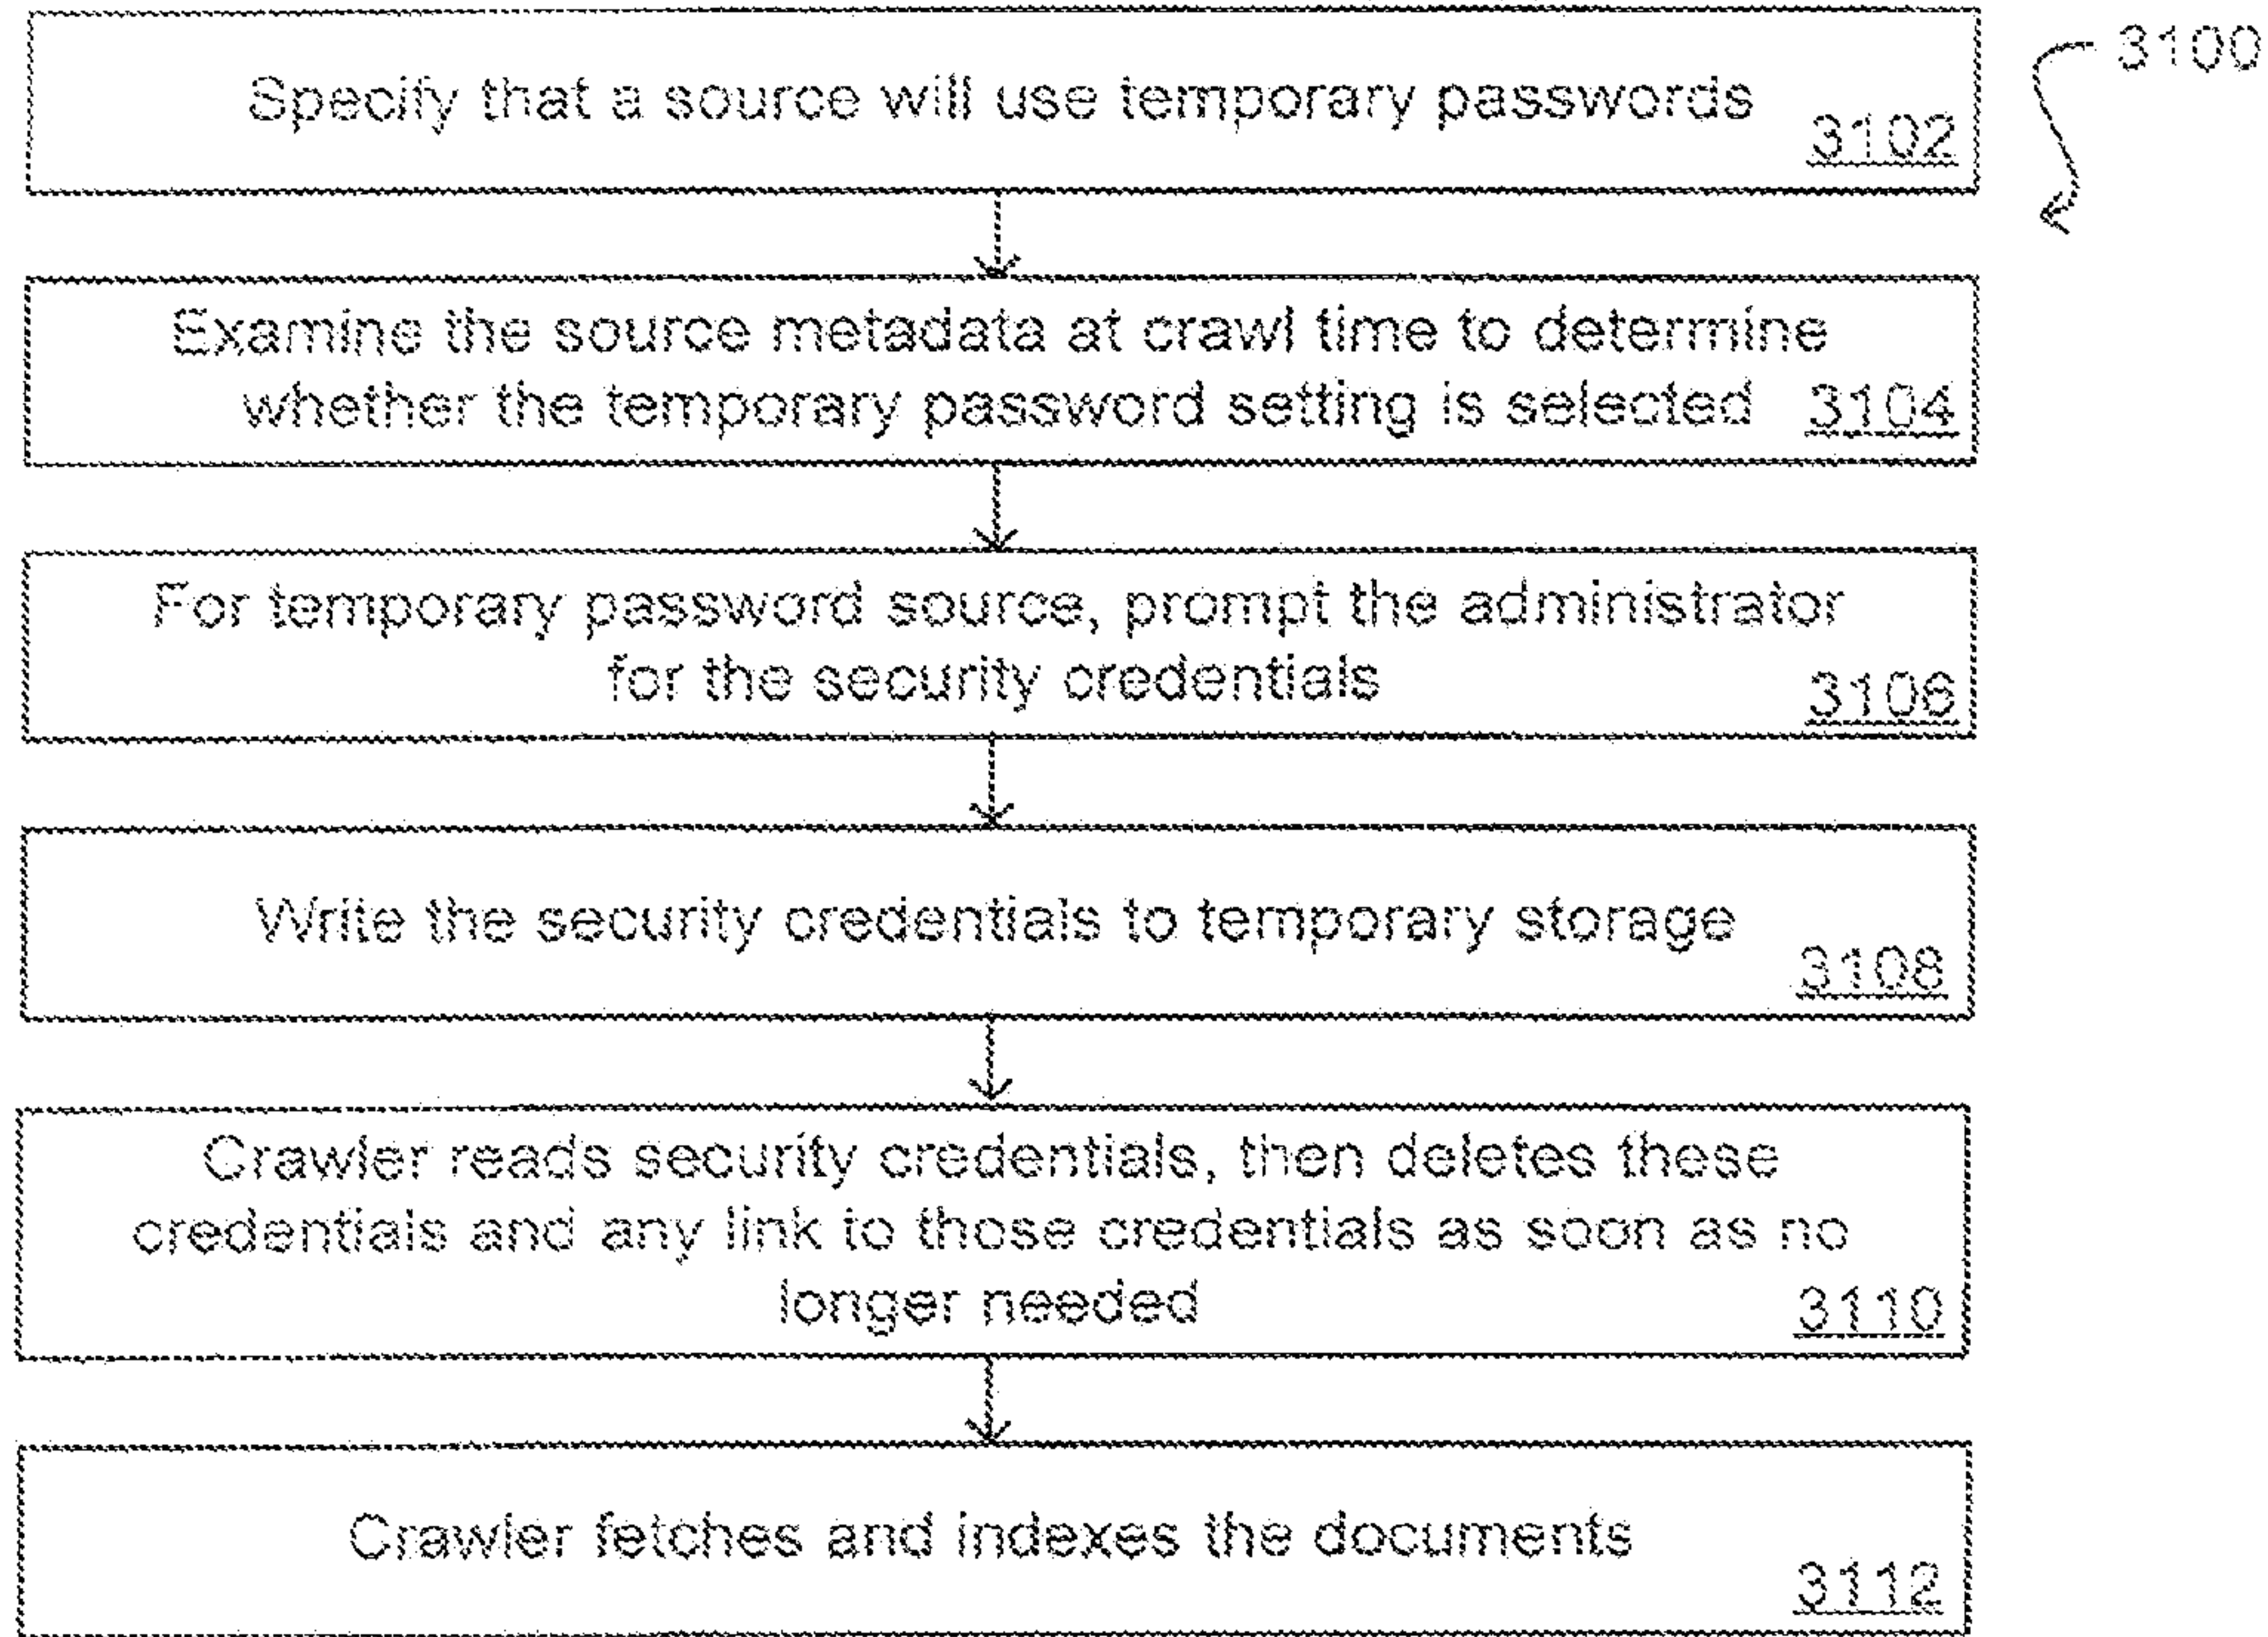 3100
Specify that a source will use temporary passwords
3102
Examine the source metadata at crawl time to determine
whether the temporary password setting is selected 3104
For temporary password source, prompt the administrator
for the security credentials
3106
Write the security credentials to temporary storage
3108
Crawler reads security credentials, then deletes these
credentials and any link to those credentials as soon as no
longer needed
3110
Crawler fetches and indexes the documents
3112